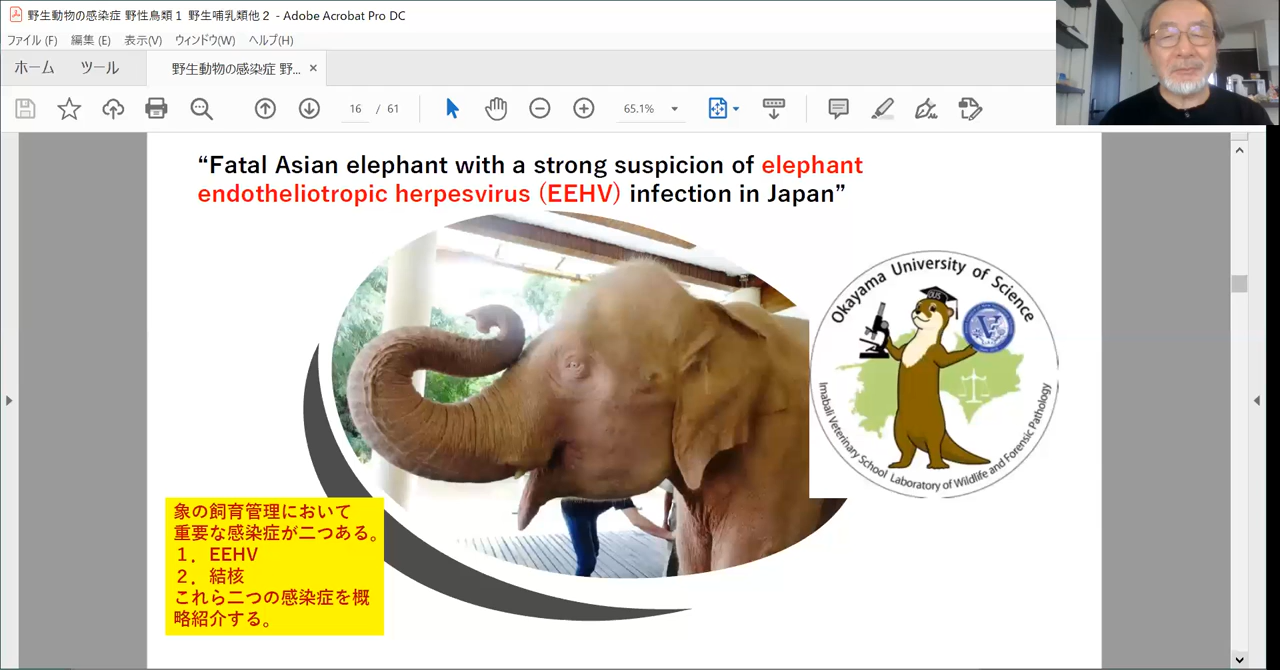 野生動物の感染症 野性鳥類１ 野生哺乳類他２ - Adobe Acrobat Pro DC
ファイル (F) 編集 (E) 表示(V) ウィンドウ(W) ヘルプ(H)
ホーム ツール 野生動物の感染症 野... ×
16 / 61 65.1%
“Fatal Asian elephant with a strong suspicion of elephant
endotheliotropic herpesvirus (EEHV) infection in Japan”
Okayama University of Science
OUS
V
Imabali Veterinary School Laboratory of Wildlife and Forensic Pathology
象の飼育管理において
重要な感染症が二つある。
１．EEHV
２．結核
これら二つの感染症を概
略紹介する。